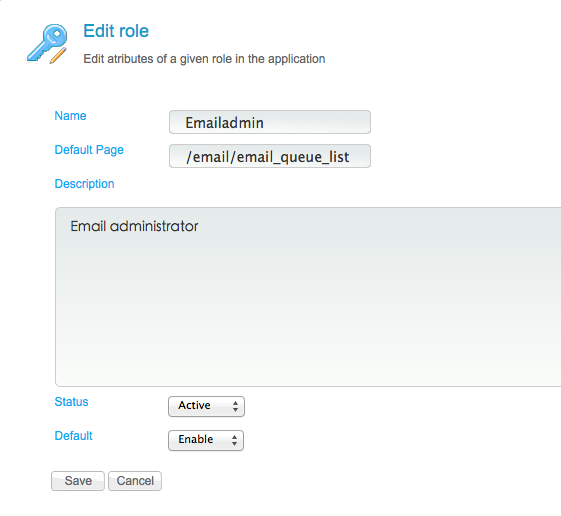 Edit role
Edit atributes of a given role in the application
Name
Emailadmin
Default Page
/email/email_queue_list
Description
Email administrator
Status
Active
Default
Enable
Save Cancel